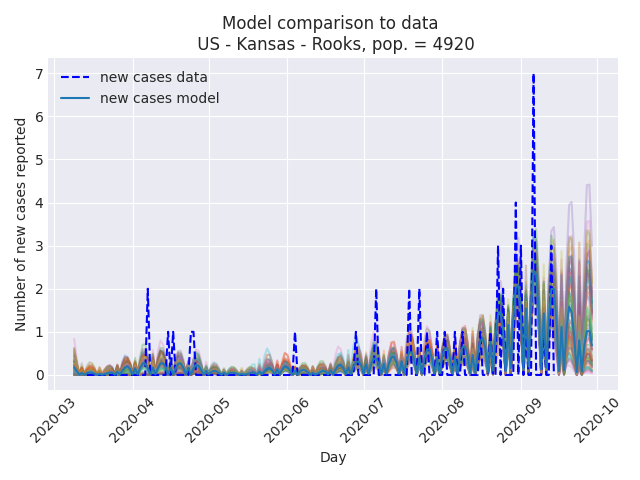 Model comparison to data
US - Kansas - Rooks, pop. = 4920
new cases data
new cases model
Number of new cases reported
7
6
5
4
3
2
1
0
2020-03
2020-04
2020-05
2020-06
2020-07
2020-08
2020-09
2020-10
Day